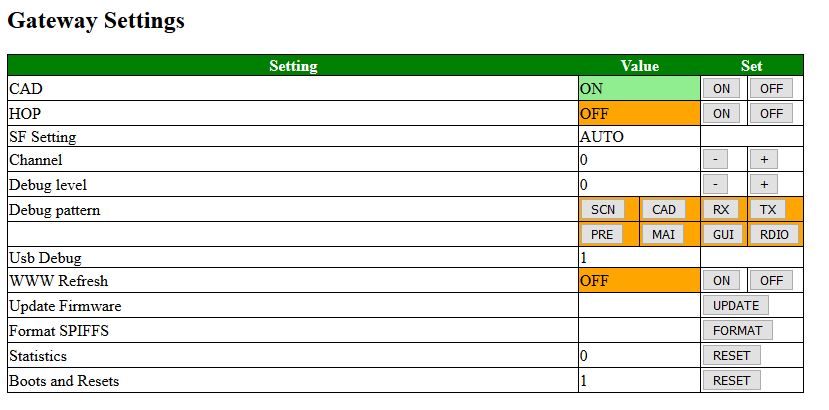 Gateway Settings
Setting Value Set
CAD ON ON OFF
HOP OFF ON OFF
SF Setting AUTO
Channel 0 - +
Debug level 0 - +
Debug pattern SCN CAD RX TX
PRE MAI GUI RDIO
Usb Debug 1
WWW Refresh OFF ON OFF
Update Firmware UPDATE
Format SPIFFS FORMAT
Statistics 0 RESET
Boots and Resets 1 RESET